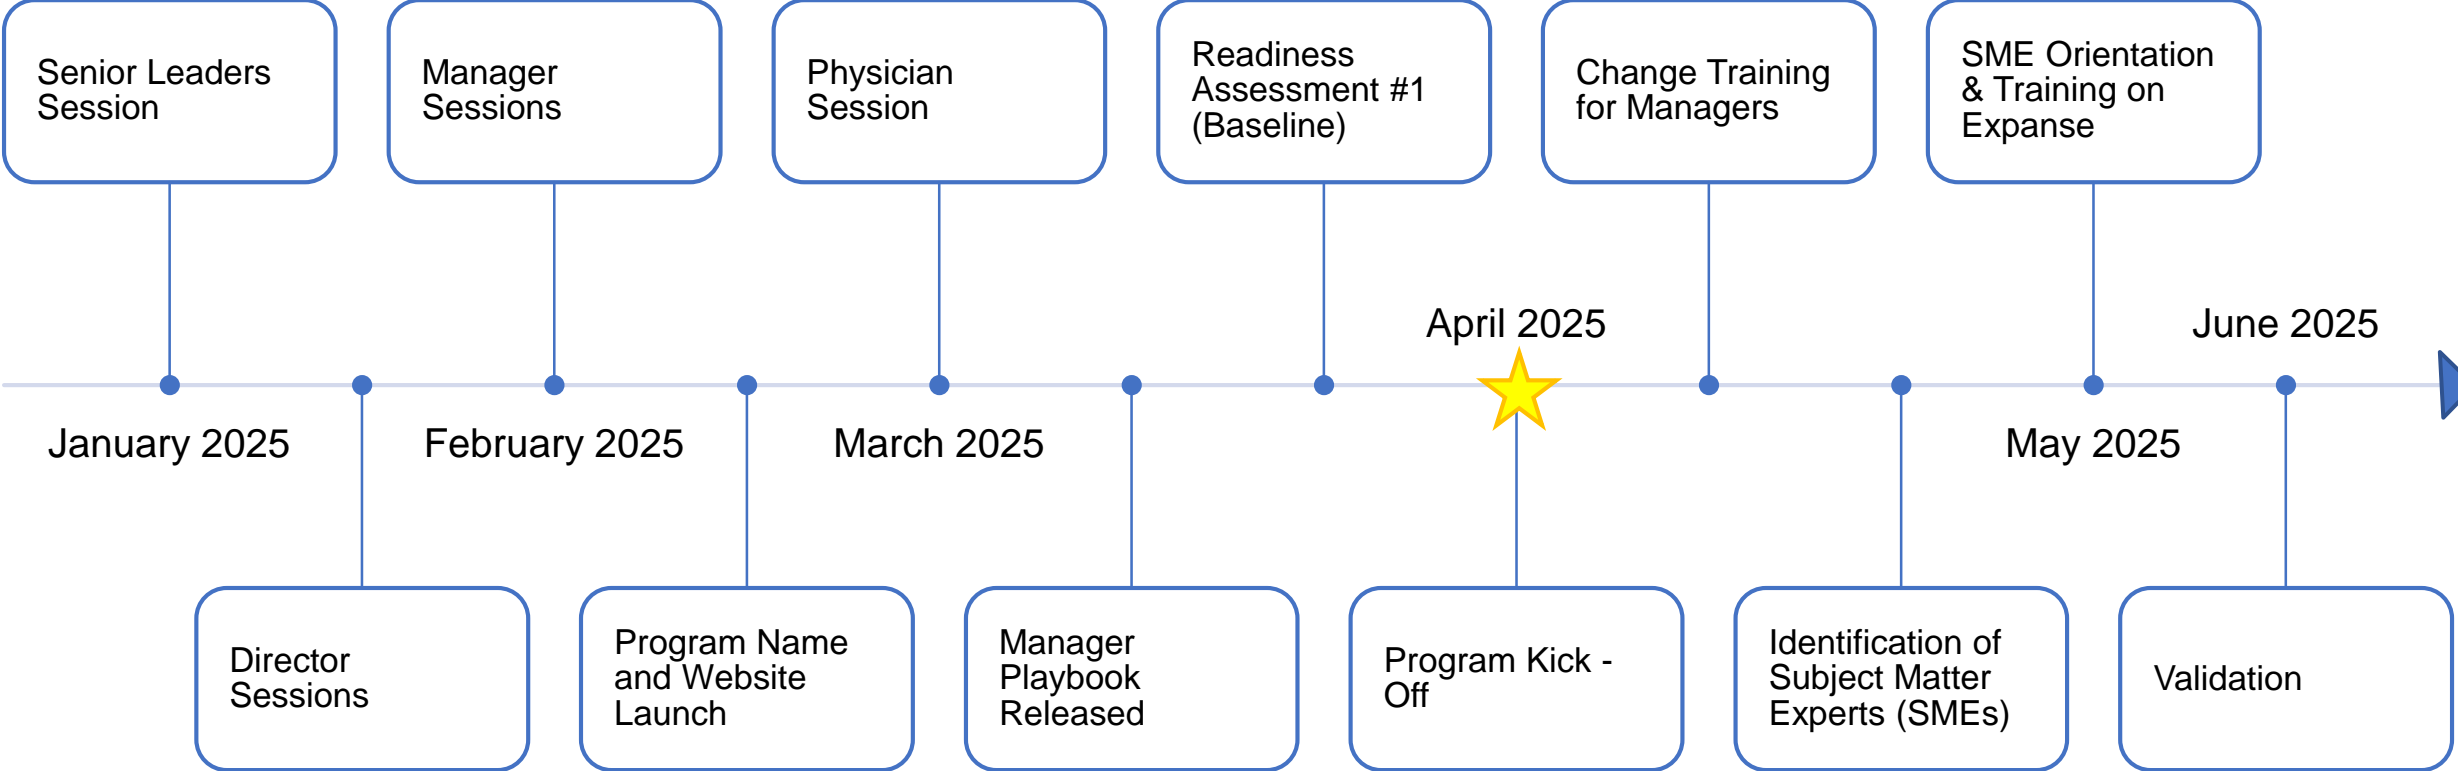 Senior Leaders
Session
Manager
Sessions
Physician
Session
Readiness
Assessment #1
(Baseline)
Change Training
for Managers
SME Orientation
& Training on
Expanse
April 2025
June 2025
January 2025
February 2025
March 2025
May 2025
Director
Sessions
Program Name
and Website
Launch
Manager
Playbook
Released
Program Kick -
Off
Identification of
Subject Matter
Experts (SMEs)
Validation